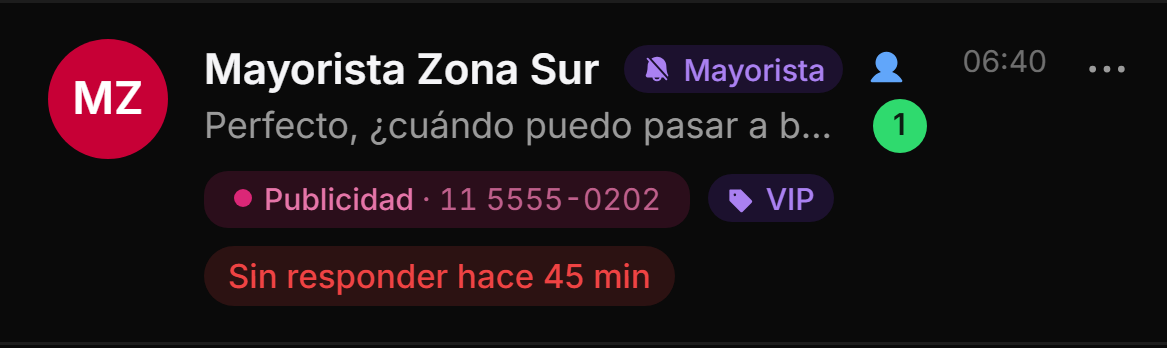 MZ
Mayorista Zona Sur Mayorista 06:40
Perfecto, ¿cuándo puedo pasar a b... 1
Publicidad · 11 5555-0202 VIP
Sin responder hace 45 min